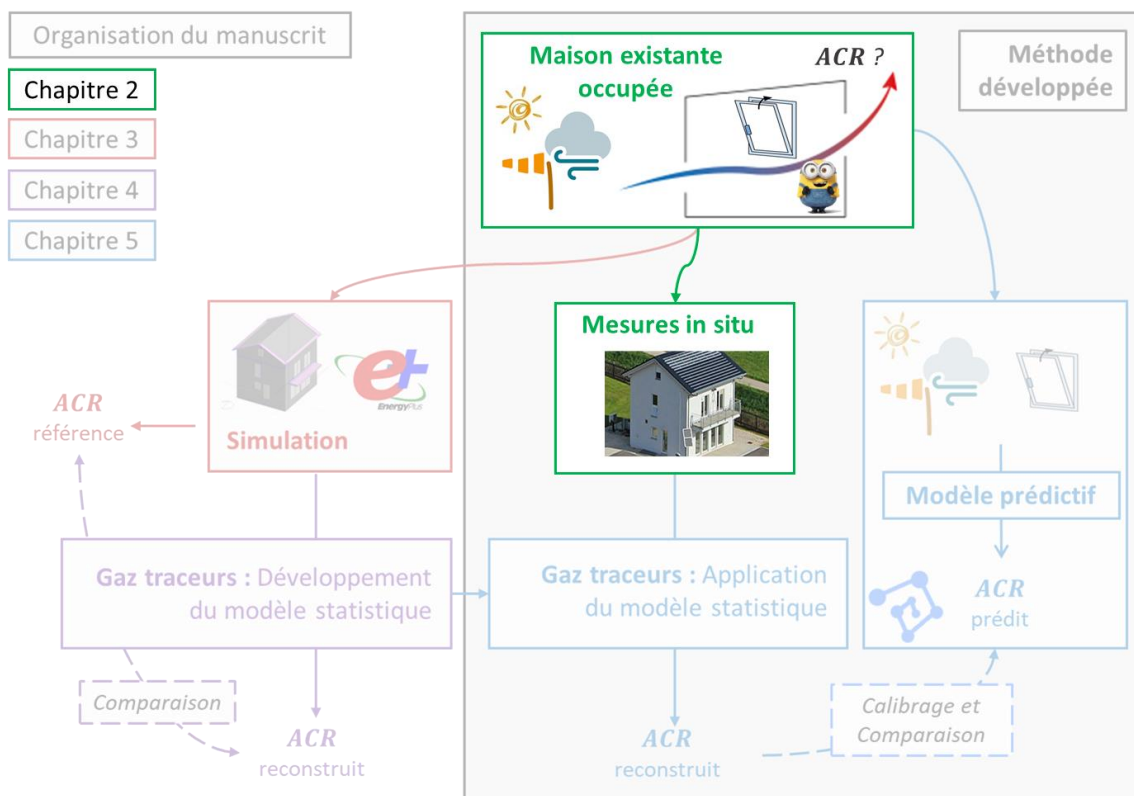 Organisation du manuscrit
Chapitre 2
Chapitre 3
Chapitre 4
Chapitre 5
Méthode
développée
Maison existante
occupée
ACR ?
Mesures in situ
Simulation
e+
EnergyPlus
ACR
référence
Gaz traceurs : Développement
du modèle statistique
Gaz traceurs : Application
du modèle statistique
Modèle prédictif
ACR
prédit
Comparaison
ACR
reconstruit
ACR
reconstruit
Calibrage et
Comparaison